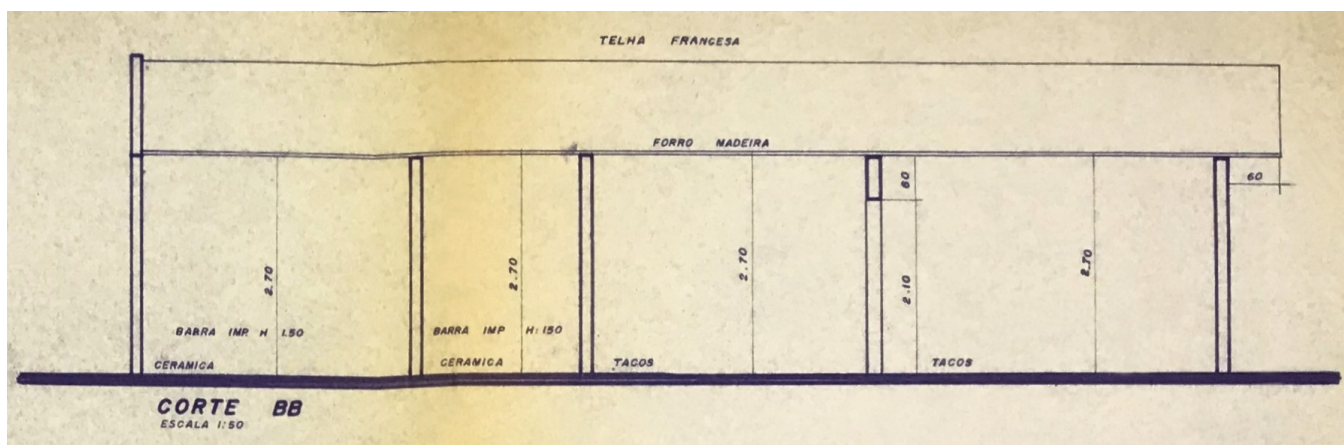 TELHA FRANCESA
FORRO MADEIRA
60
60
2.70
2.70
2.70
2.10
2.70
BARRA IMP. H 1.50
BARRA IMP H: 150
CERAMICA
CERAMICA
TACOS
TACOS
CORTE BB
ESCALA 1:50